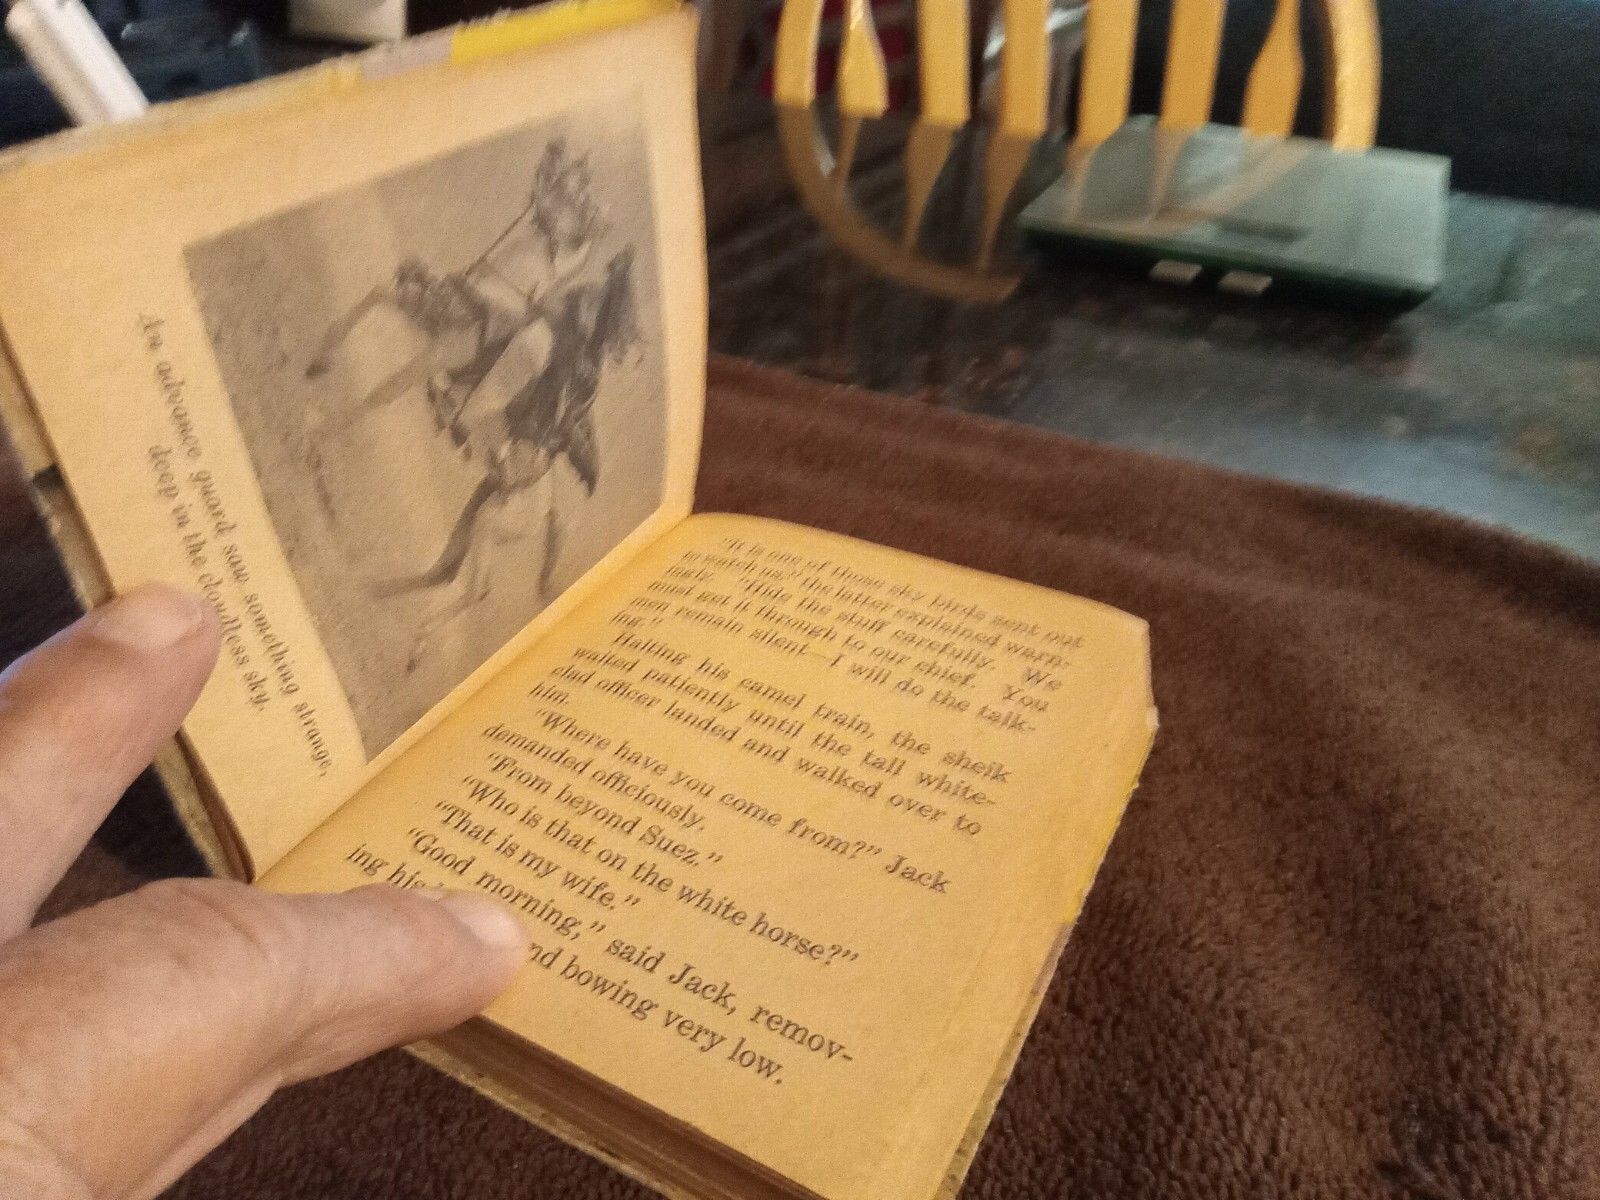 An advance guard saw something strange,
deep in the cloudless sky.
"It is one of those sky birds sent out
to watch us," the latter explained warn-
ingly. "Hide the stuff carefully. We
must get it through to our chief. You
men remain silent—I will do the talk-
ing."
Halting his camel train, the sheik
waited patiently until the tall white-
clad officer landed and walked over to
him.
"Where have you come from?" Jack
demanded officiously.
"From beyond Suez."
"Who is that on the white horse?"
"That is my wife."
"Good morning," said Jack, remov-
ing his nd bowing very low.